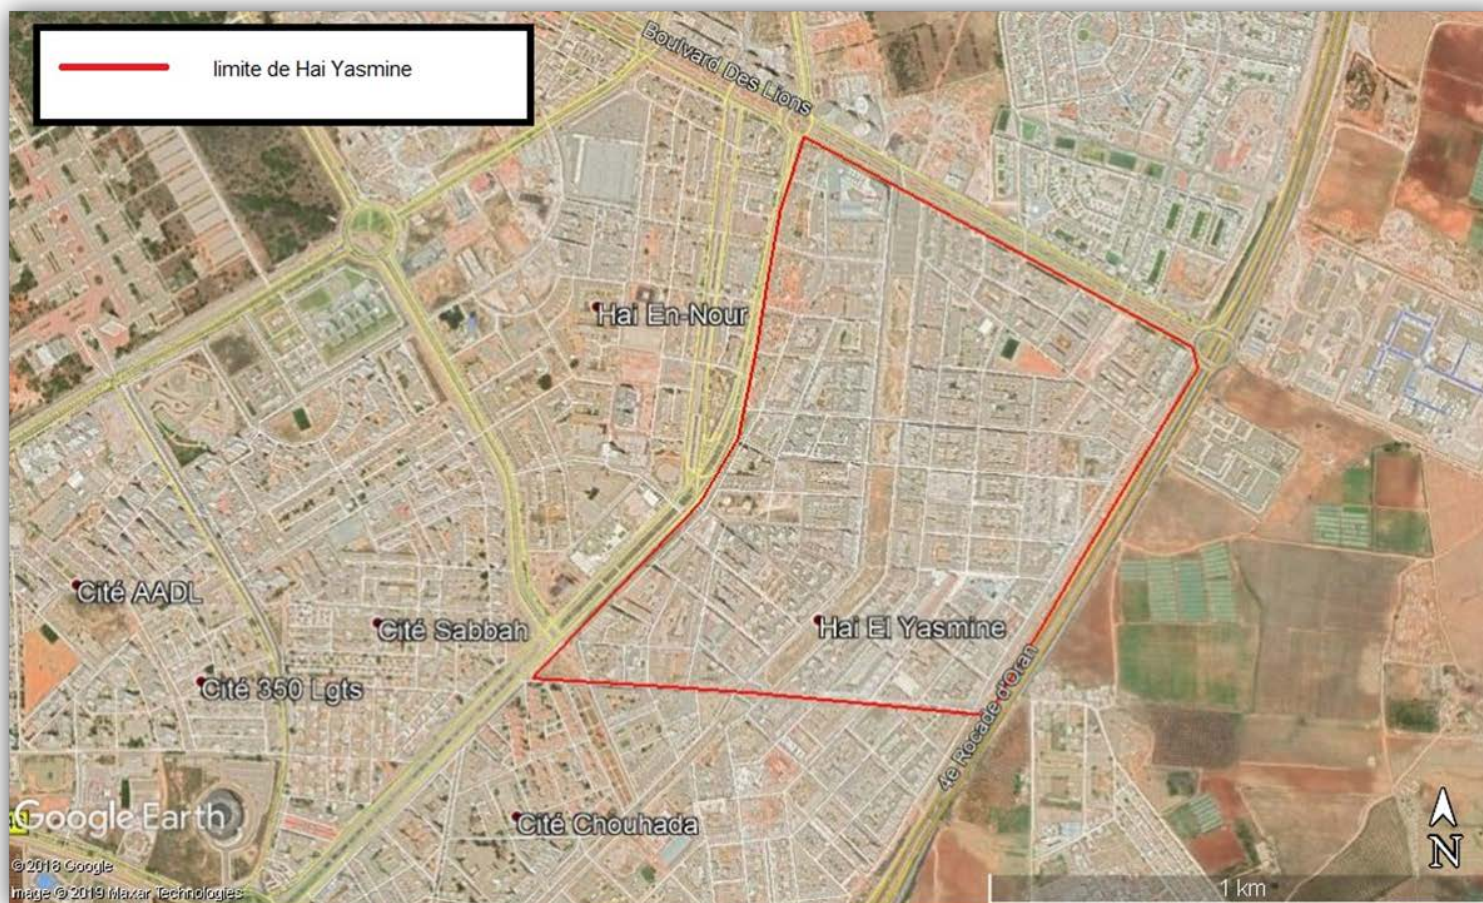 limite de Hai Yasmine
Boulvard Des Lions
Hai En-Nour
Cité AADL
Cité Sabbah
Hai El Yasmine
Cité 350 Lgts
4e Rocade d'Oran
Cité Chouhada
Google Earth
© 2018 Google
Image © 2019 Maxar Technologies
1 km
N